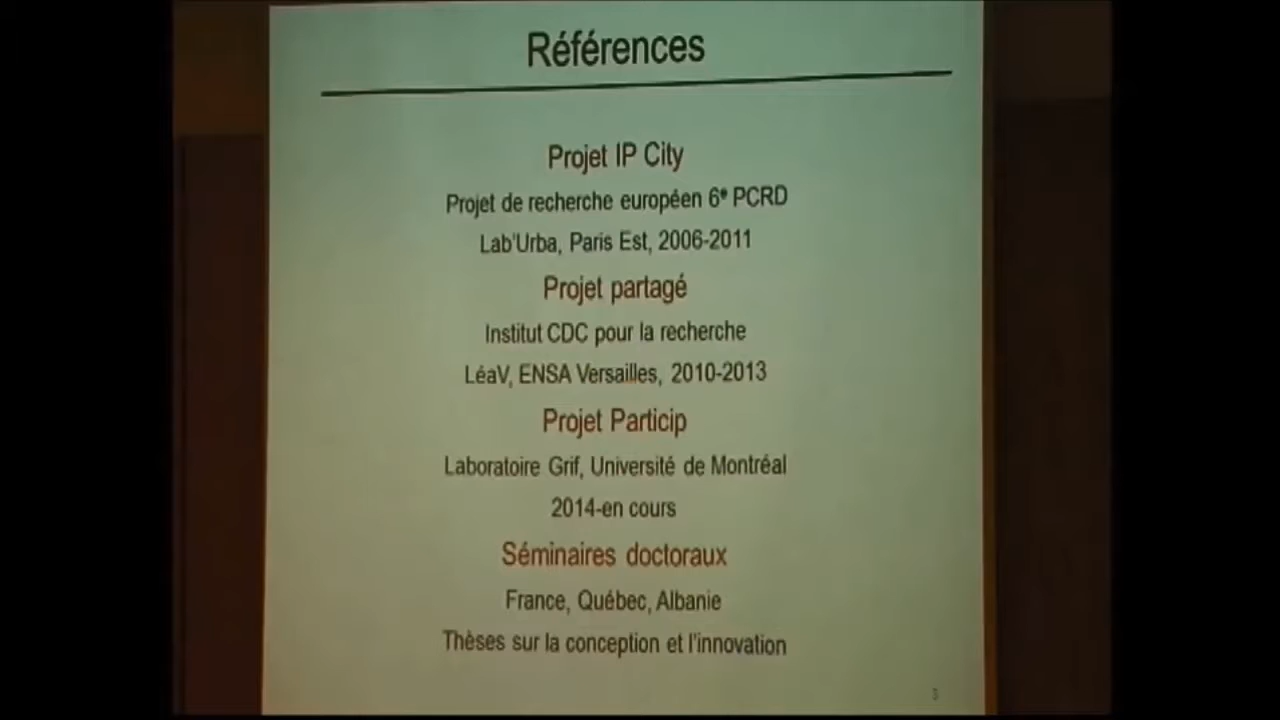 Références
Projet IP City
Projet de recherche européen 6e PCRD
Lab'Urba, Paris Est, 2006-2011
Projet partagé
Institut CDC pour la recherche
LéaV, ENSA Versailles, 2010-2013
Projet Particip
Laboratoire Grif, Université de Montréal
2014-en cours
Séminaires doctoraux
France, Québec, Albanie
Thèses sur la conception et l'innovation
3